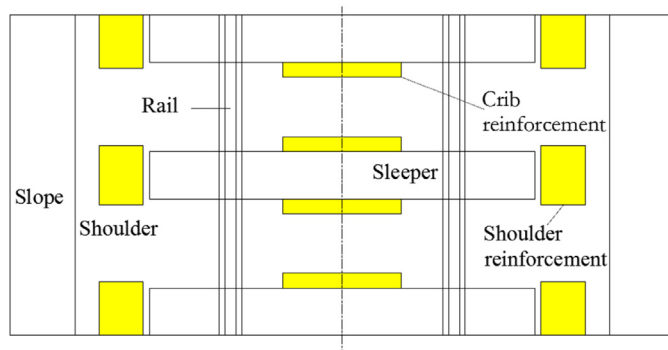 Rail
Crib
reinforcement
Sleeper
Slope
Shoulder
Shoulder
reinforcement